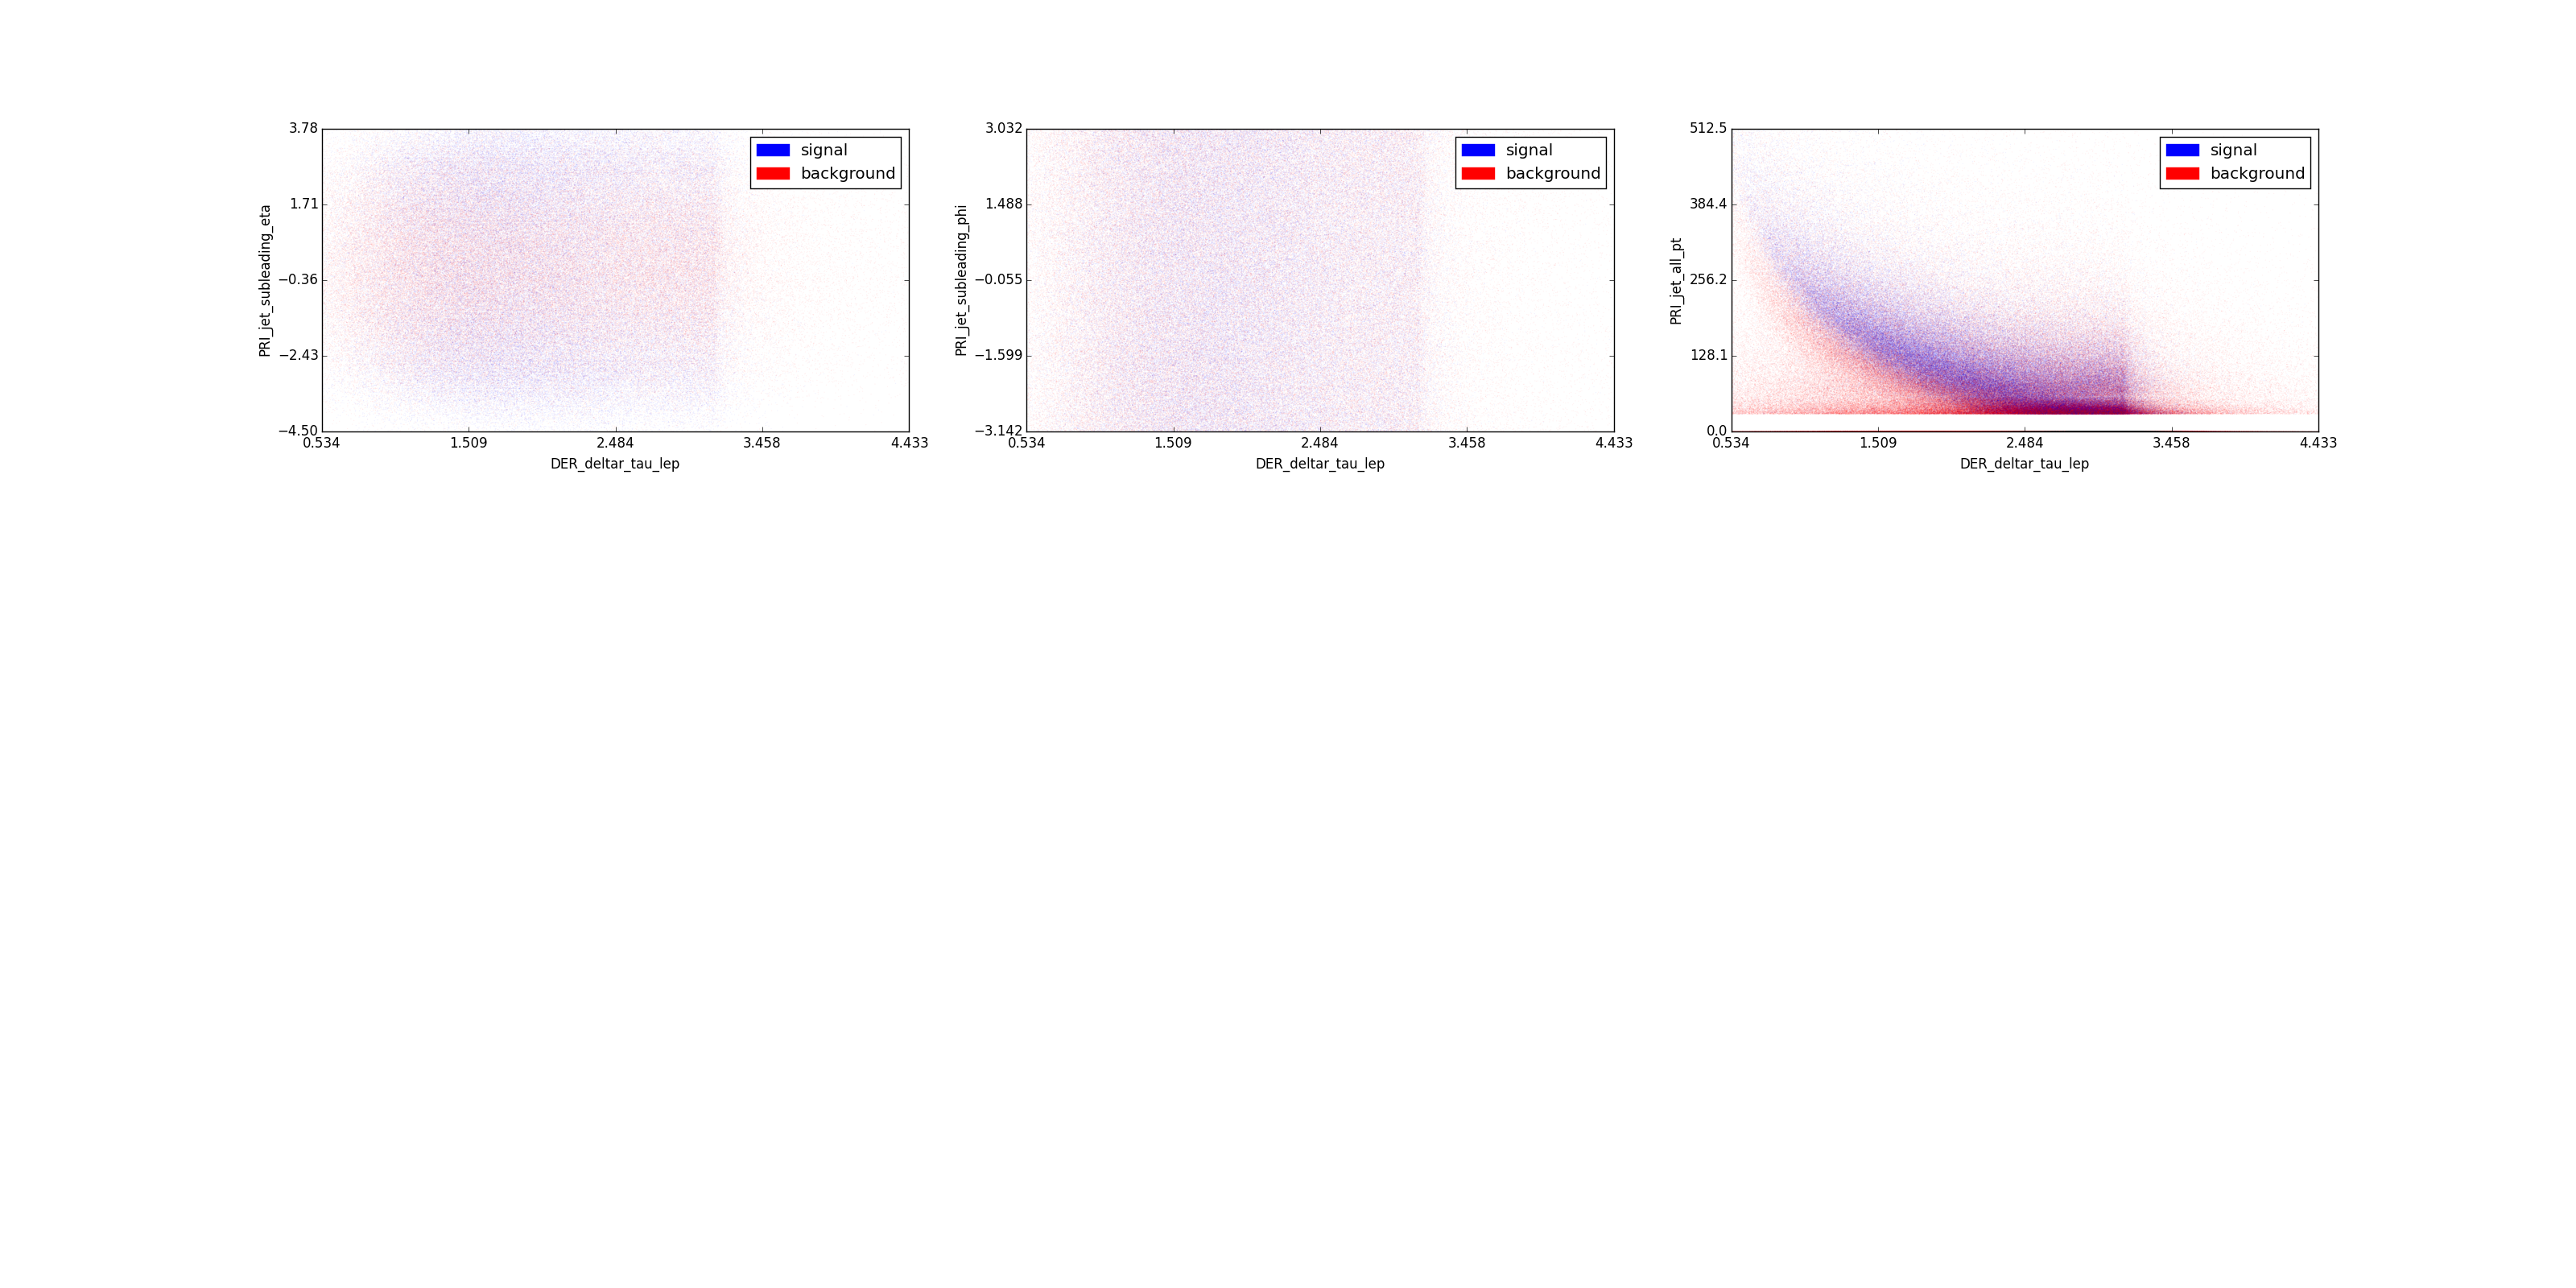 3.78
1.71
−0.36
−2.43
−4.50
PRI_jet_subleading_eta
0.534 1.509 2.484 3.458 4.433
DER_deltar_tau_lep
signal
background
3.032
1.488
−0.055
−1.599
−3.142
PRI_jet_subleading_phi
0.534 1.509 2.484 3.458 4.433
DER_deltar_tau_lep
signal
background
512.5
384.4
256.2
128.1
0.0
PRI_jet_all_pt
0.534 1.509 2.484 3.458 4.433
DER_deltar_tau_lep
signal
background